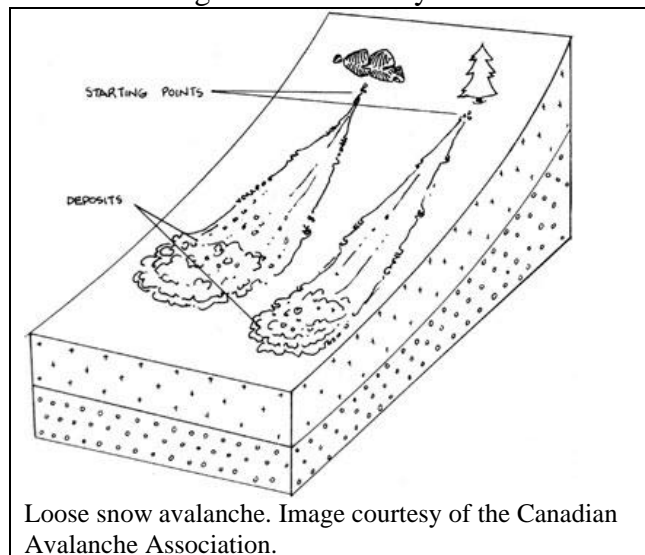 STARTING POINTS
DEPOSITS
Loose snow avalanche. Image courtesy of the Canadian
Avalanche Association.